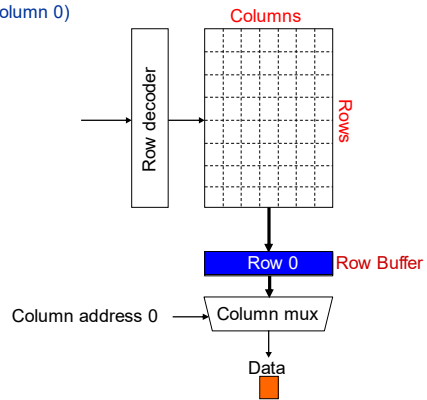 olumn 0)
Columns
Row decoder
Rows
Row 0
Row Buffer
Column address 0
Column mux
Data